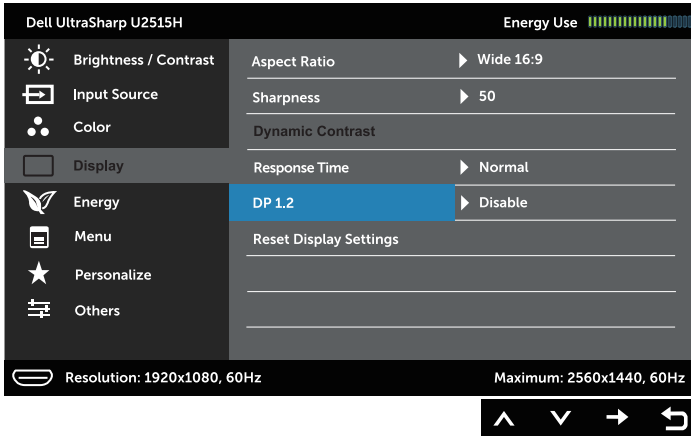 Dell UltraSharp U2515H Energy Use
Brightness / Contrast
Input Source
Color
Display
Energy
Menu
Personalize
Others
Aspect Ratio Wide 16:9
Sharpness 50
Dynamic Contrast
Response Time Normal
DP 1.2 Disable
Reset Display Settings
Resolution: 1920x1080, 60Hz Maximum: 2560x1440, 60Hz